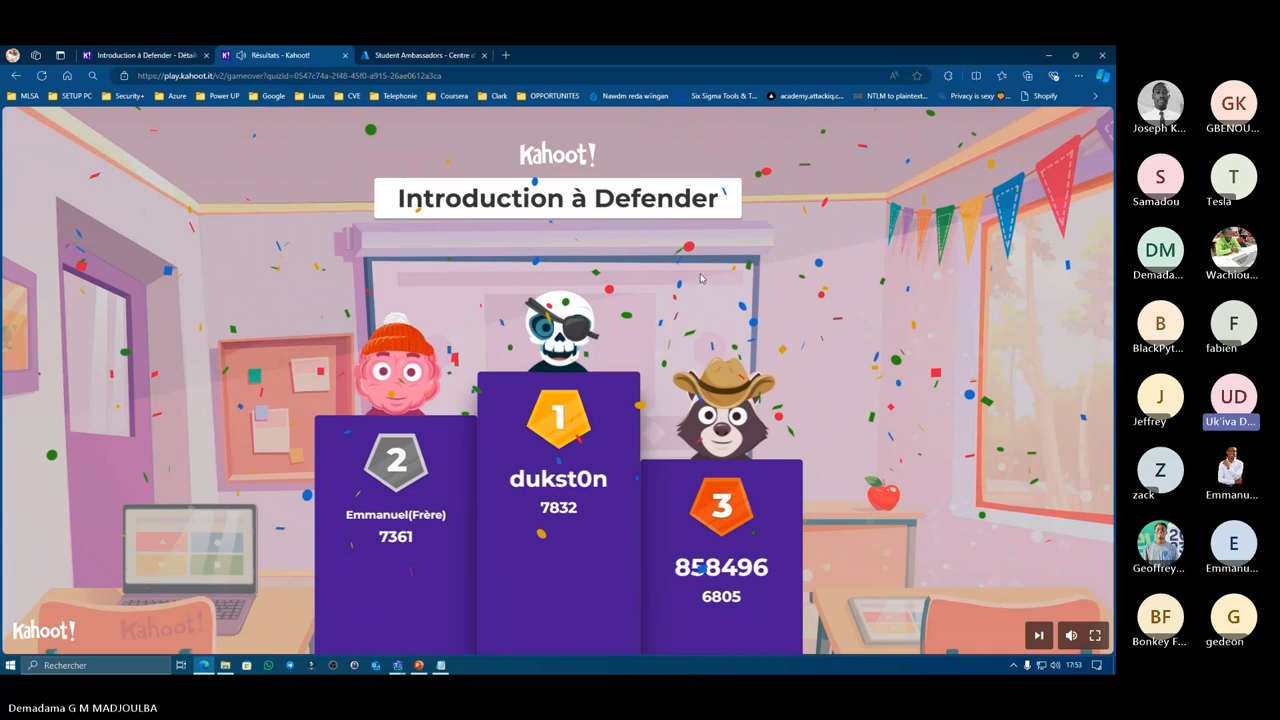 Introduction à Defender - Détail
Résultats - Kahoot!
Student Ambassadors - Centre d'
https://play.kahoot.it/v2/gameover?quizId=0547c74a-2f48-45f0-a915-26ae0612a3ca
MLSA
SETUP PC
Security+
Azure
Power UP
Google
Linux
CVE
Telephonie
Coursera
Clark
OPPORTUNITES
Nawdm reda wiingan
Six Sigma Tools & T...
academy.attackiq.c...
NTLM to plaintext...
Privacy is sexy
Shopify
Kahoot!
Introduction à Defender
1
dukst0n
7832
2
Emmanuel(Frère)
7361
3
858496
6805
Kahoot!
Kahoot!
Rechercher
17:53
Joseph K...
GK
GBENOU...
S
Samadou
T
Tesla
DM
Demada...
Wachlou...
B
BlackPyt...
F
fabien
J
Jeffrey
UD
Uk'iva D...
Z
zack
Emmanu...
Geoffrey...
E
Emmanu...
BF
Bonkey F...
G
gedeon
Demadama G M MADJOULBA